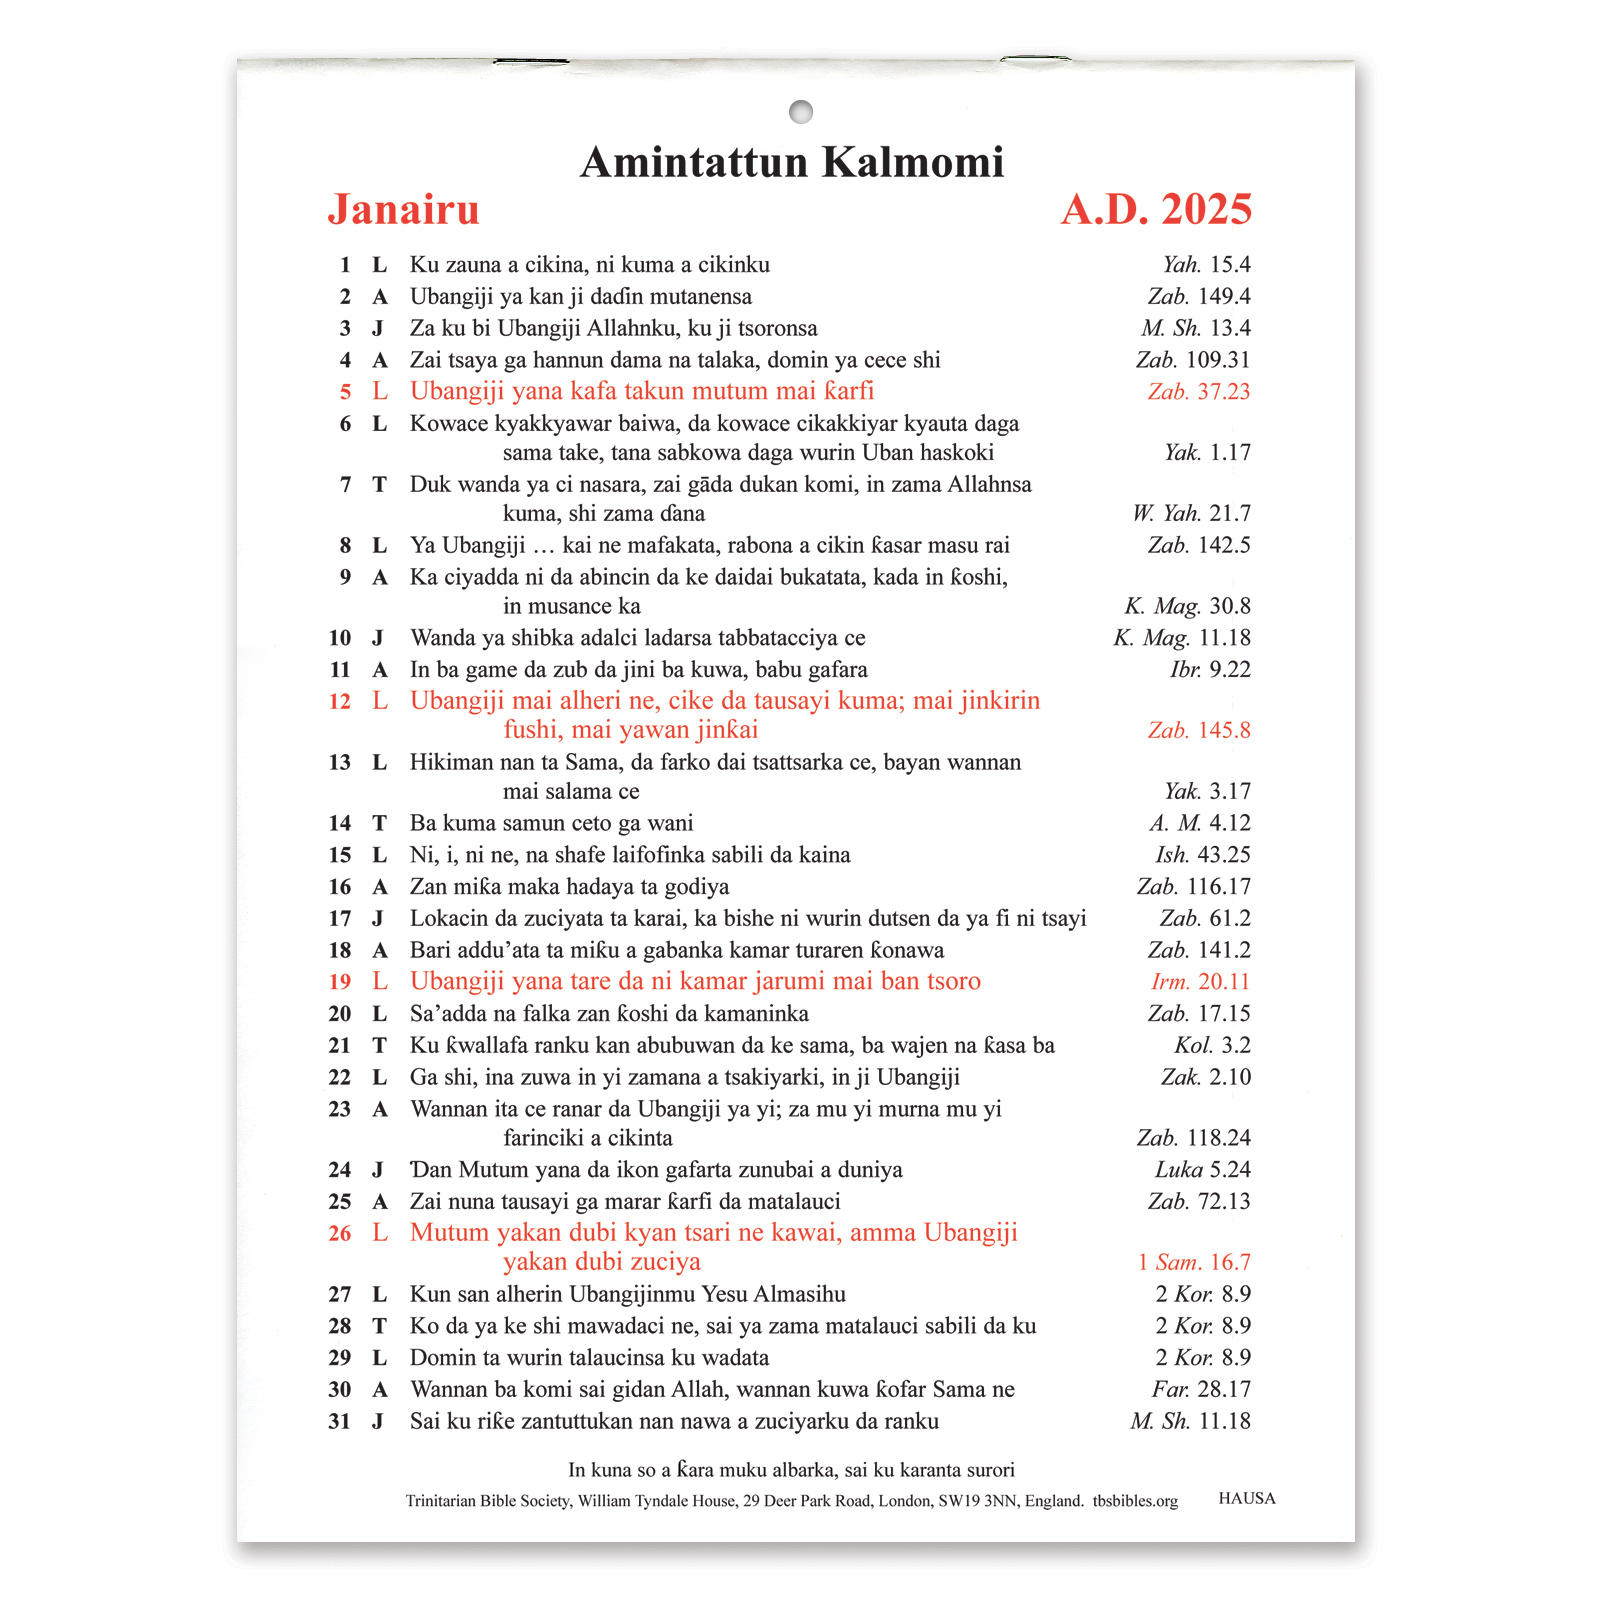 Amintattun Kalmomi
Janairu A.D. 2025
1 L Ku zauna a cikina, ni kuma a cikinku Yah. 15.4
2 A Ubangiji ya kan ji daɗin mutanensa Zab. 149.4
3 J Za ku bi Ubangiji Allahnku, ku ji tsoronsa M. Sh. 13.4
4 A Zai tsaya ga hannun dama na talaka, domin ya cece shi Zab. 109.31
5 L Ubangiji yana kafa takun mutum mai ƙarfi Zab. 37.23
6 L Kowace kyakkyawar baiwa, da kowace cikakkiyar kyauta daga
sama take, tana sabkowa daga wurin Uban haskoki Yak. 1.17
7 T Duk wanda ya ci nasara, zai gāda dukan komi, in zama Allahnsa
kuma, shi zama ɗana W. Yah. 21.7
8 L Ya Ubangiji … kai ne mafakata, rabona a cikin ƙasar masu rai Zab. 142.5
9 A Ka ciyadda ni da abincin da ke daidai bukatata, kada in ƙoshi,
in musance ka K. Mag. 30.8
10 J Wanda ya shibka adalci ladarsa tabbatacciya ce K. Mag. 11.18
11 A In ba game da zub da jini ba kuwa, babu gafara Ibr. 9.22
12 L Ubangiji mai alheri ne, cike da tausayi kuma; mai jinkirin
fushi, mai yawan jinƙai Zab. 145.8
13 L Hikiman nan ta Sama, da farko dai tsattsarka ce, bayan wannan
mai salama ce Yak. 3.17
14 T Ba kuma samun ceto ga wani A. M. 4.12
15 L Ni, i, ni ne, na shafe laifofinka sabili da kaina Ish. 43.25
16 A Zan miƙa maka hadaya ta godiya Zab. 116.17
17 J Lokacin da zuciyata ta karai, ka bishe ni wurin dutsen da ya fi ni tsayi Zab. 61.2
18 A Bari addu’ata ta miƙu a gabanka kamar turaren ƙonawa Zab. 141.2
19 L Ubangiji yana tare da ni kamar jarumi mai ban tsoro Irm. 20.11
20 L Sa’adda na falka zan ƙoshi da kamaninka Zab. 17.15
21 T Ku ƙwallafa ranku kan abubuwan da ke sama, ba wajen na ƙasa ba Kol. 3.2
22 L Ga shi, ina zuwa in yi zamana a tsakiyarki, in ji Ubangiji Zak. 2.10
23 A Wannan ita ce ranar da Ubangiji ya yi; za mu yi murna mu yi
farinciki a cikinta Zab. 118.24
24 J Ɗan Mutum yana da ikon gafarta zunubai a duniya Luka 5.24
25 A Zai nuna tausayi ga marar ƙarfi da matalauci Zab. 72.13
26 L Mutum yakan dubi kyan tsari ne kawai, amma Ubangiji
yakan dubi zuciya 1 Sam. 16.7
27 L Kun san alherin Ubangijinmu Yesu Almasihu 2 Kor. 8.9
28 T Ko da ya ke shi mawadaci ne, sai ya zama matalauci sabili da ku 2 Kor. 8.9
29 L Domin ta wurin talaucinsa ku wadata 2 Kor. 8.9
30 A Wannan ba komi sai gidan Allah, wannan kuwa ƙofar Sama ne Far. 28.17
31 J Sai ku riƙe zantuttukan nan nawa a zuciyarku da ranku M. Sh. 11.18
In kuna so a ƙara muku albarka, sai ku karanta surori
Trinitarian Bible Society, William Tyndale House, 29 Deer Park Road, London, SW19 3NN, England. tbsbibles.org HAUSA